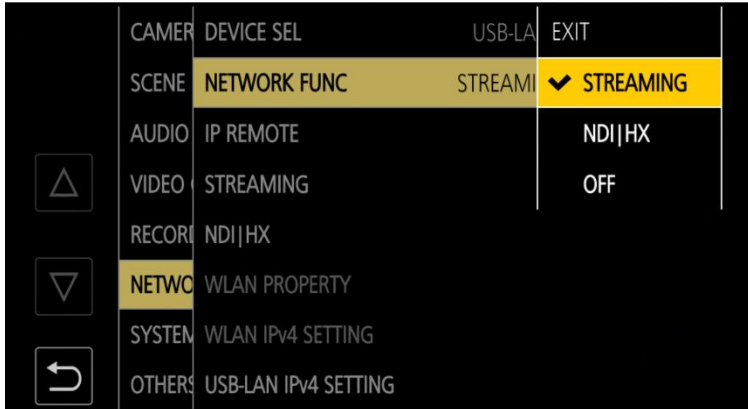 CAMER
DEVICE SEL
USB-LA
EXIT
SCENE
NETWORK FUNC
STREAMI
STREAMING
AUDIO
IP REMOTE
NDI|HX
VIDEO
STREAMING
OFF
RECORI
NDI|HX
NETWO
WLAN PROPERTY
SYSTEM
WLAN IPv4 SETTING
OTHERS
USB-LAN IPv4 SETTING